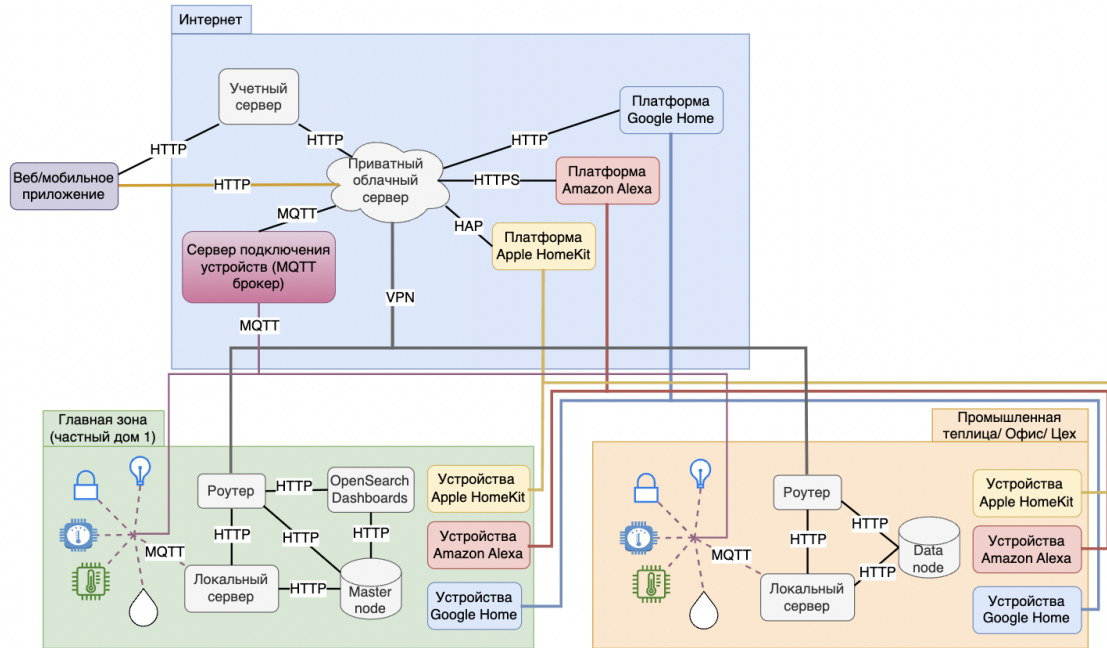 Интернет
Учетный
сервер
Платформа
Google Home
HTTP
HTTP
HTTP
Приватный
облачный
сервер
Веб/мобильное
приложение
HTTP
HTTPS
Платформа
Amazon Alexa
MQTT
HAP
Платформа
Apple HomeKit
Сервер подключения
устройств (MQTT
брокер)
VPN
MQTT
Главная зона
(частный дом 1)
Роутер
HTTP
OpenSearch
Dashboards
Устройства
Apple HomeKit
HTTP
HTTP
HTTP
Устройства
Amazon Alexa
MQTT
Локальный
сервер
HTTP
Master
node
Устройства
Google Home
Промышленная
теплица/ Офис/ Цех
Роутер
Устройства
Apple HomeKit
HTTP
HTTP
Data
node
Устройства
Amazon Alexa
MQTT
HTTP
Локальный
сервер
Устройства
Google Home